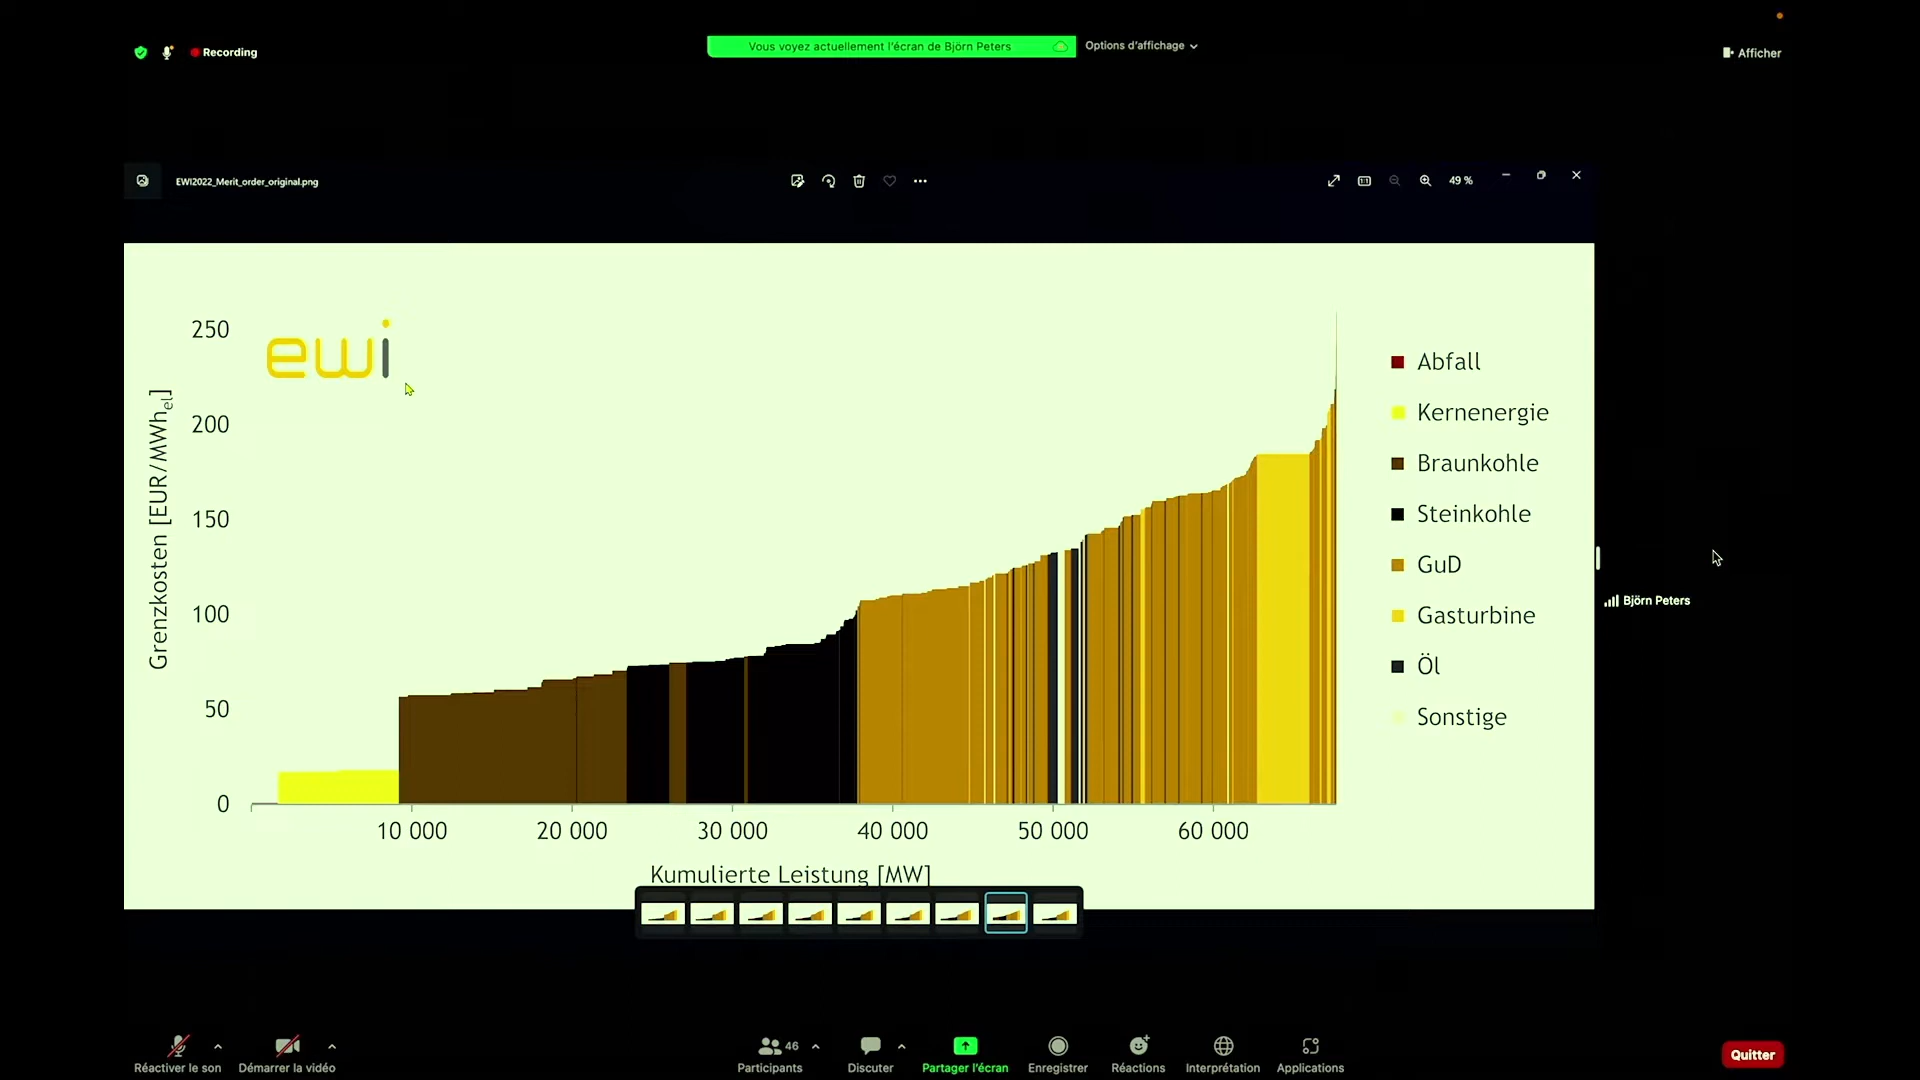 Recording
Vous voyez actuellement l'écran de Björn Peters
Options d'affichage
Afficher
EWI2022_Merit_order_original.png
49 %
ewi
Grenzkosten [EUR/MWhel]
250
200
150
100
50
0
10 000
20 000
30 000
40 000
50 000
60 000
Kumulierte Leistung [MW]
Abfall
Kernenergie
Braunkohle
Steinkohle
GuD
Gasturbine
Öl
Sonstige
Björn Peters
Réactiver le son
Démarrer la vidéo
46
Participants
Discuter
Partager l'écran
Enregistrer
Réactions
Interprétation
Applications
Quitter